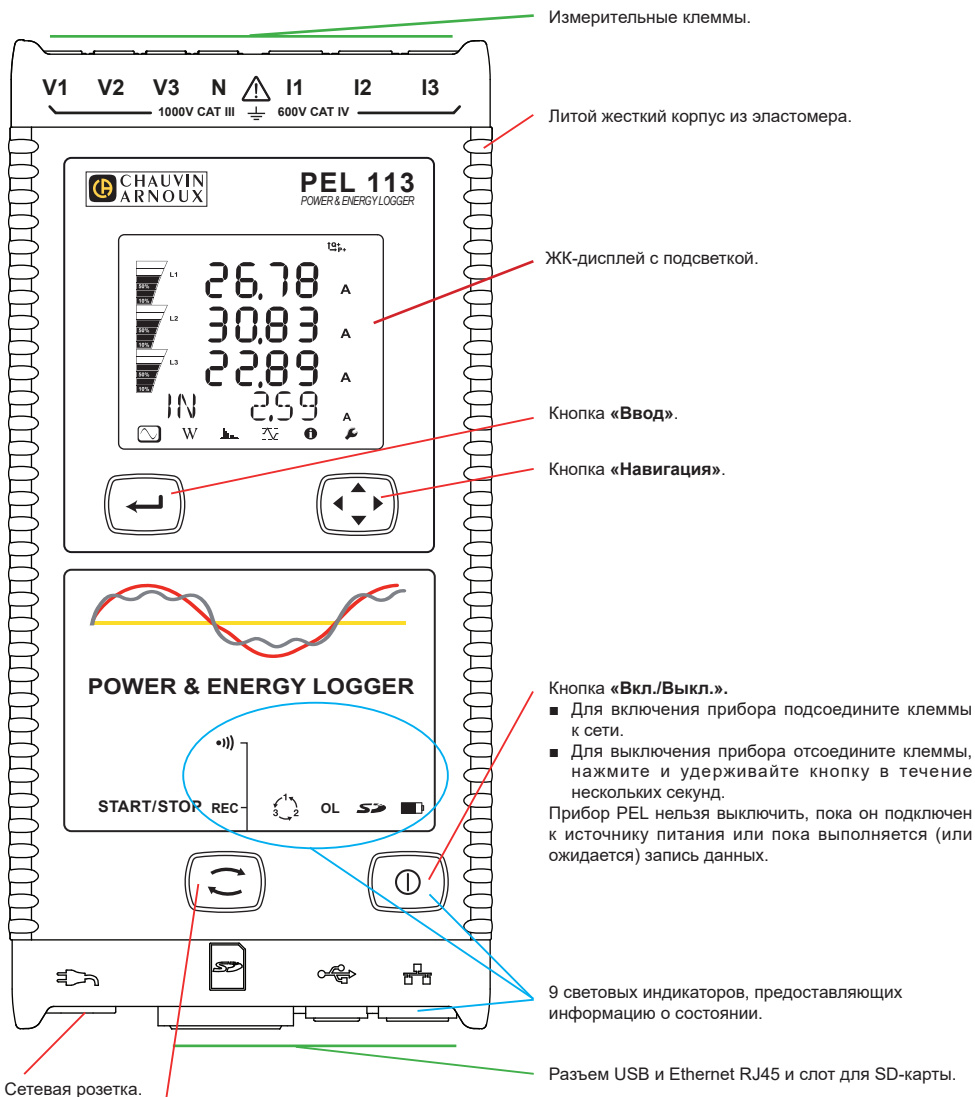 Измерительные клеммы.
V1 V2 V3 N I1 I2 I3
1000V CAT III 600V CAT IV
Литой жесткий корпус из эластомера.
CHAUVIN
ARNOUX
PEL 113
POWER & ENERGY LOGGER
ЖК-дисплей с подсветкой.
L1
50%
10%
26.78 A
L2
50%
10%
30.83 A
L3
50%
10%
22.89 A
IN 2.59 A
W
Кнопка «Ввод».
Кнопка «Навигация».
POWER & ENERGY LOGGER
START/STOP REC
1
3 2
OL
Кнопка «Вкл./Выкл.».
■ Для включения прибора подсоедините клеммы
к сети.
■ Для выключения прибора отсоедините клеммы,
нажмите и удерживайте кнопку в течение
нескольких секунд.
Прибор PEL нельзя выключить, пока он подключен
к источнику питания или пока выполняется (или
ожидается) запись данных.
9 световых индикаторов, предоставляющих
информацию о состоянии.
Разъем USB и Ethernet RJ45 и слот для SD-карты.
Сетевая розетка.